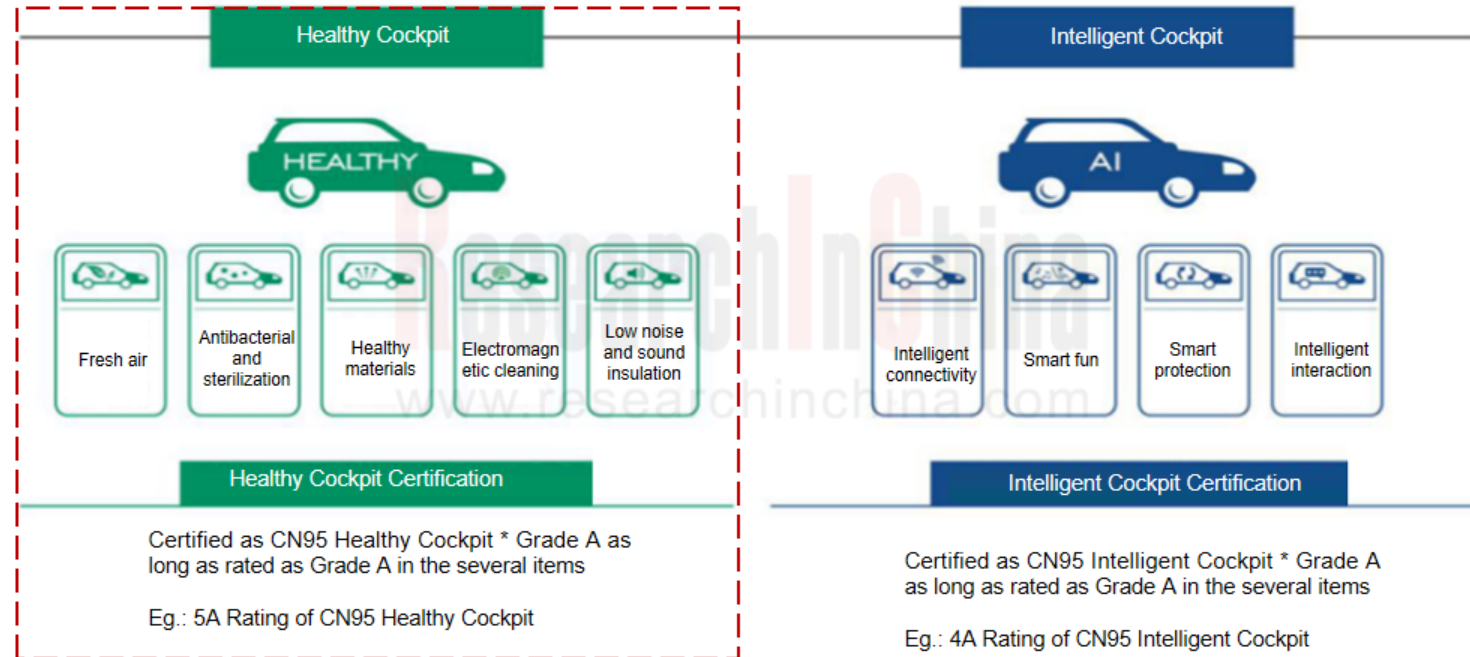 Healthy Cockpit
HEALTHY
Fresh air
Antibacterial
and
sterilization
Healthy
materials
Electromagn
etic cleaning
Low noise
and sound
insulation
Healthy Cockpit Certification
Certified as CN95 Healthy Cockpit * Grade A as
long as rated as Grade A in the several items
Eg.: 5A Rating of CN95 Healthy Cockpit
Intelligent Cockpit
AI
Intelligent
connectivity
Smart fun
Smart
protection
Intelligent
interaction
Intelligent Cockpit Certification
Certified as CN95 Intelligent Cockpit * Grade A
as long as rated as Grade A in the several items
Eg.: 4A Rating of CN95 Intelligent Cockpit
ResearchInChina
www.researchinchina.com